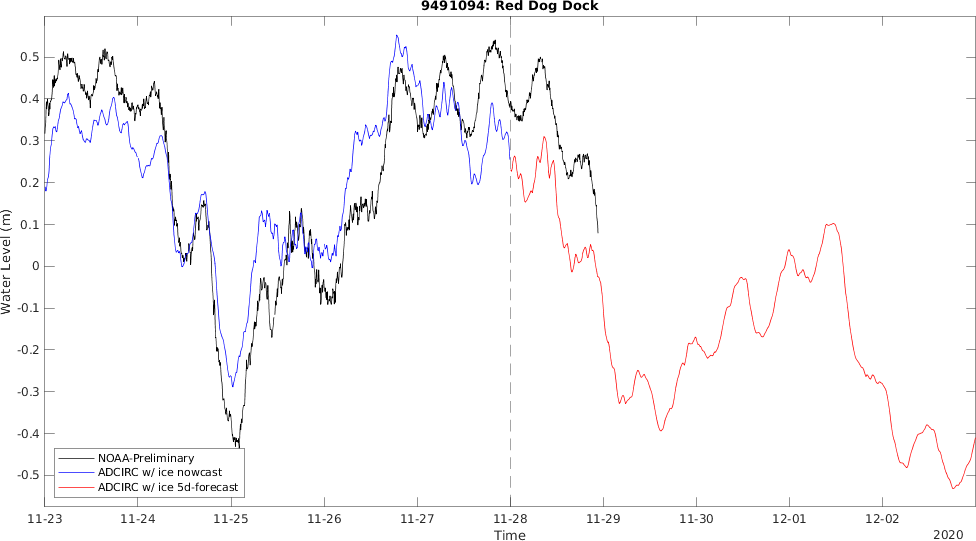 9491094: Red Dog Dock
Water Level (m)
0.5
0.4
0.3
0.2
0.1
0
-0.1
-0.2
-0.3
-0.4
-0.5
NOAA-Preliminary
ADCIRC w/ ice nowcast
ADCIRC w/ ice 5d-forecast
11-23 11-24 11-25 11-26 11-27 11-28 11-29 11-30 12-01 12-02
Time
2020